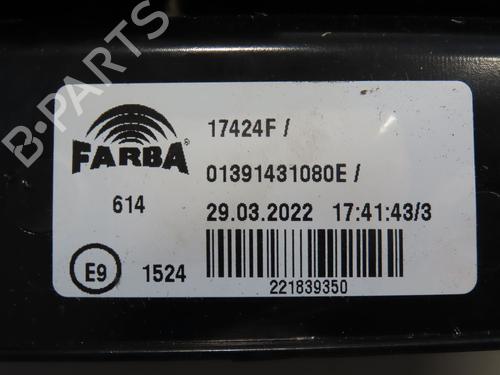 B-PARTS
FARBA®
614
E9 1524
17424F /
01391431080E /
29.03.2022 17:41:43/3
221839350